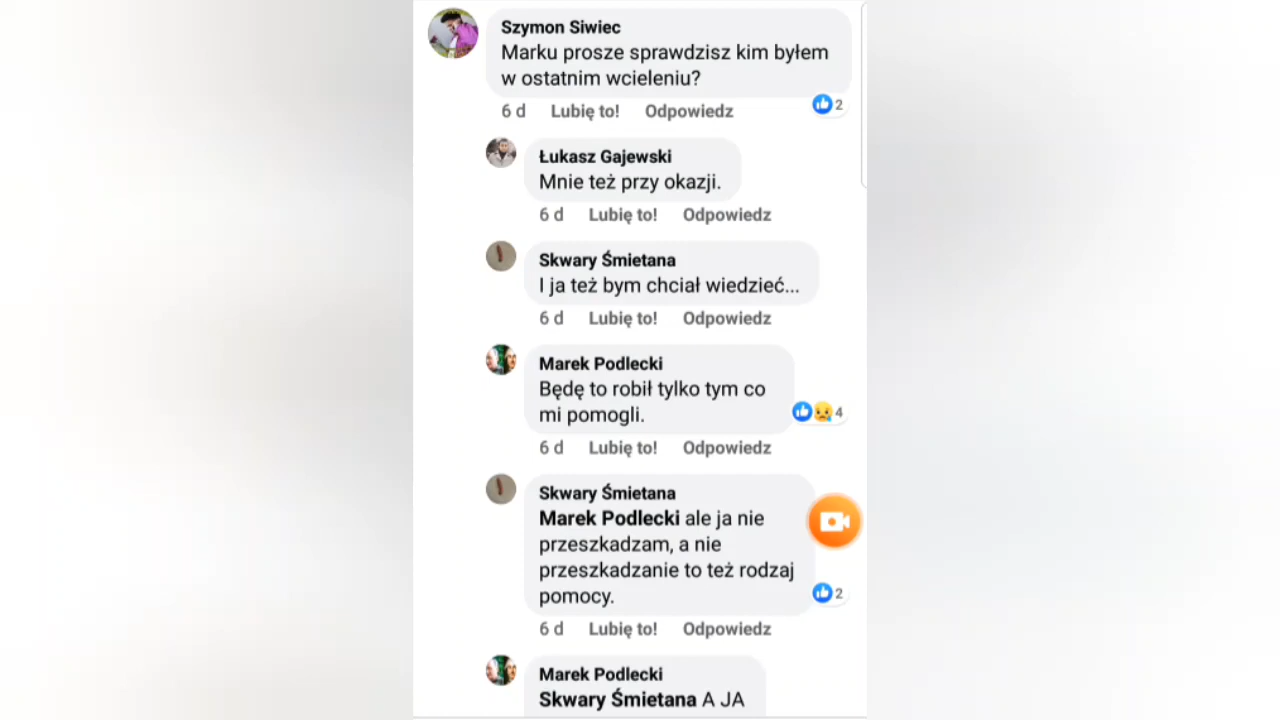 Szymon Siwiec
Marku prosze sprawdzisz kim byłem
w ostatnim wcieleniu?
6 d Lubię to! Odpowiedz 2
Łukasz Gajewski
Mnie też przy okazji.
6 d Lubię to! Odpowiedz
Skwary Śmietana
I ja też bym chciał wiedzieć...
6 d Lubię to! Odpowiedz
Marek Podlecki
Będę to robił tylko tym co
mi pomogli.
4
6 d Lubię to! Odpowiedz
Skwary Śmietana
Marek Podlecki ale ja nie
przeszkadzam, a nie
przeszkadzanie to też rodzaj
pomocy.
2
6 d Lubię to! Odpowiedz
Marek Podlecki
Skwary Śmietana A JA